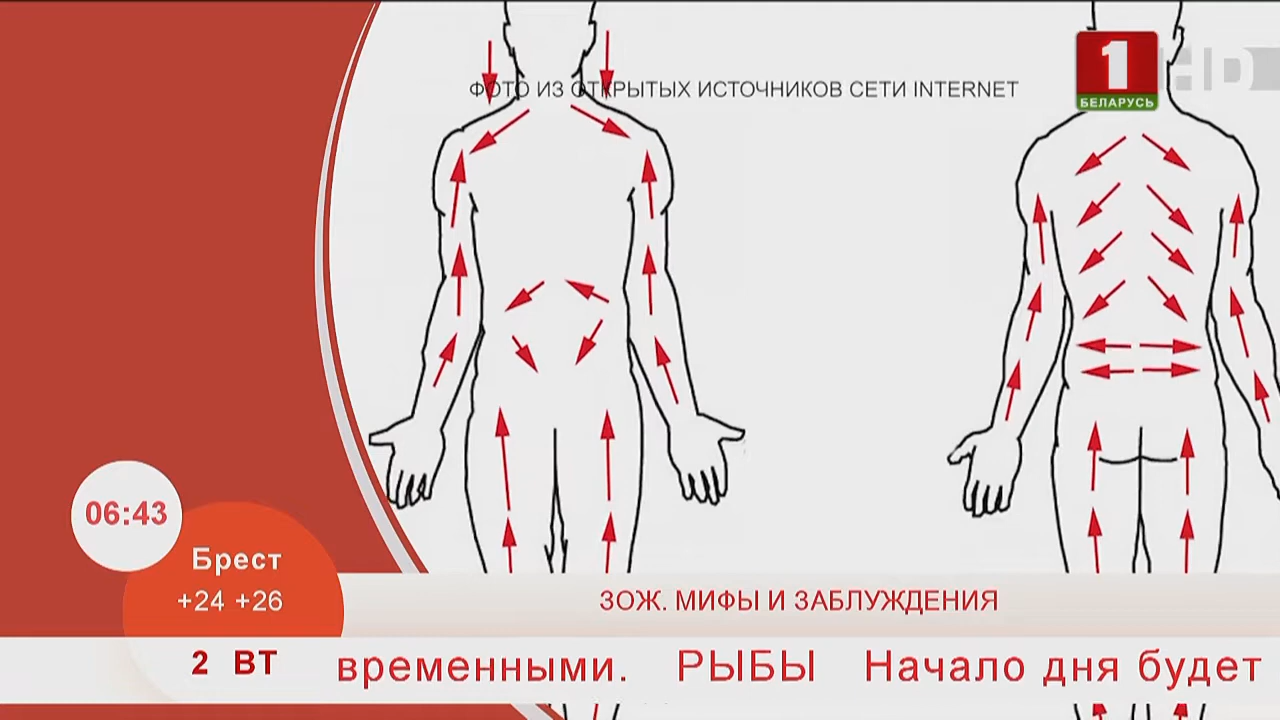 ФОТО ИЗ ОТКРЫТЫХ ИСТОЧНИКОВ СЕТИ INTERNET
1 HD
БЕЛАРУСЬ
06:43
Брест
+24 +26
ЗОЖ. МИФЫ И ЗАБЛУЖДЕНИЯ
2 ВТ временными. РЫБЫ Начало дня будет